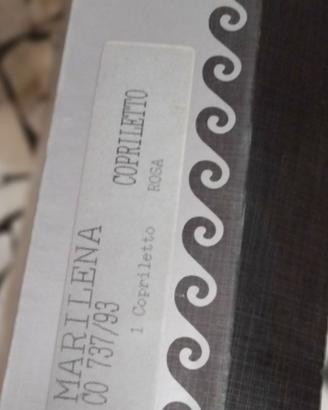 MARILENA
CO 737/93
COPRILETTO
1 Copriletto ROSA